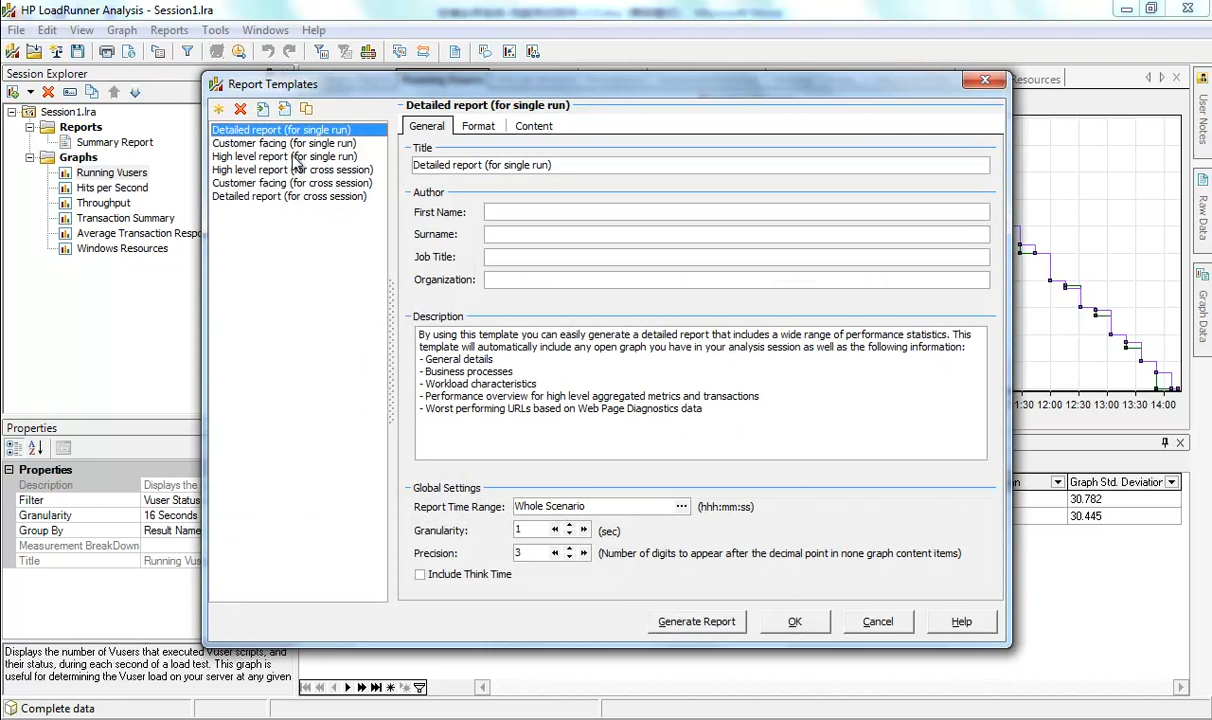 HP LoadRunner Analysis - Session1.lra
File Edit View Graph Reports Tools Windows Help
Session Explorer
Session1.lra
Reports
Summary Report
Graphs
Running Vusers
Hits per Second
Throughput
Transaction Summary
Average Transaction Respo
Windows Resources
Properties
Properties
Description Displays the
Filter Vuser Status
Granularity 16 Seconds
Group By Result Name
Measurement BreakDown
Title Running Vus
Displays the number of Vusers that executed Vuser scripts, and their status, during each second of a load test. This graph is useful for determining the Vuser load on your server at any given
Complete data
Report Templates
Detailed report (for single run)
Customer facing (for single run)
High level report (for single run)
High level report (for cross session)
Customer facing (for cross session)
Detailed report (for cross session)
Detailed report (for single run)
General Format Content
Title
Detailed report (for single run)
Author
First Name:
Surname:
Job Title:
Organization:
Description
By using this template you can easily generate a detailed report that includes a wide range of performance statistics. This
template will automatically include any open graph you have in your analysis session as well as the following information:
- General details
- Business processes
- Workload characteristics
- Performance overview for high level aggregated metrics and transactions
- Worst performing URLs based on Web Page Diagnostics data
Global Settings
Report Time Range: Whole Scenario ... (hhh:mm:ss)
Granularity: 1 (sec)
Precision: 3 (Number of digits to appear after the decimal point in none graph content items)
Include Think Time
Generate Report OK Cancel Help
Resources
User Notes
Raw Data
Graph Data
1:30 12:00 12:30 13:00 13:30 14:00
Graph Std. Deviation
30.782
30.445